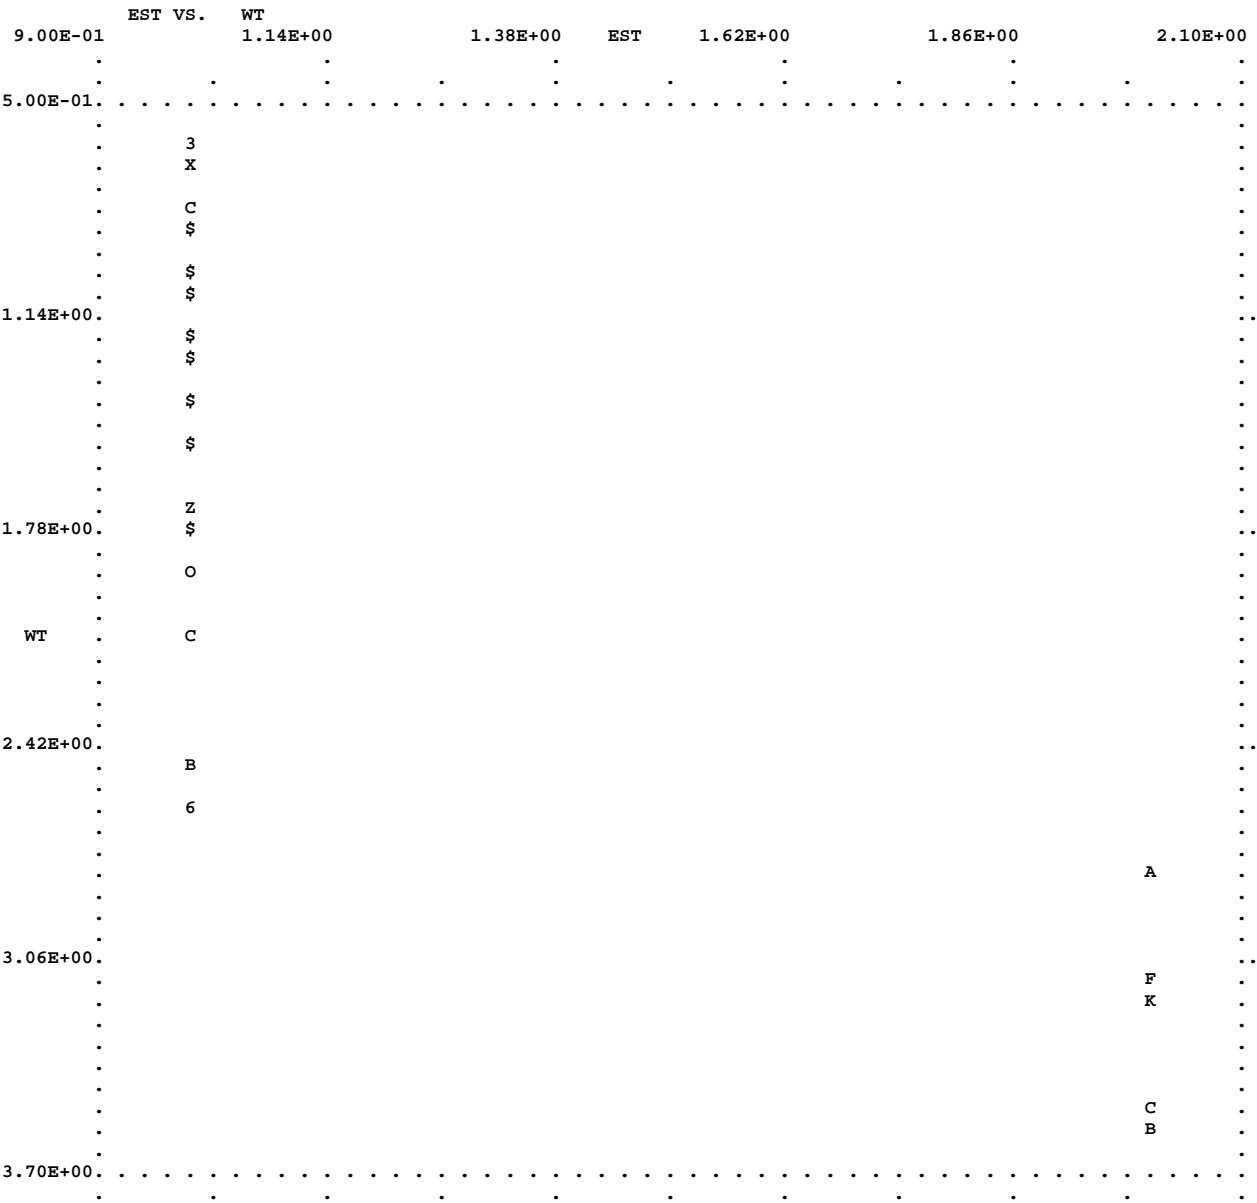 EST VS. WT
9.00E-01 1.14E+00 1.38E+00 EST 1.62E+00 1.86E+00 2.10E+00
. . . . . .
. . . . . . . . . . .
5.00E-01. . . . . . . . . . . . . . . . . . . . . . . . . . . . . . . . . . . . . . . . . . . . . . . . . . .
. .
. 3 .
. X .
. .
. C .
. $ .
. .
. $ .
. $ .
1.14E+00. ..
. $ .
. $ .
. .
. $ .
. .
. $ .
. .
. .
. Z .
1.78E+00. $ ..
. .
. O .
. .
. .
WT . C .
. .
. .
. .
. .
2.42E+00. ..
. B .
. .
. 6 .
. .
. .
. A .
. .
. .
. .
3.06E+00. ..
. F .
. K .
. .
. .
. .
. .
. C .
. B .
. .
3.70E+00. . . . . . . . . . . . . . . . . . . . . . . . . . . . . . . . . . . . . . . . . . . . . . . . . . .
. . . . . . . . . . .